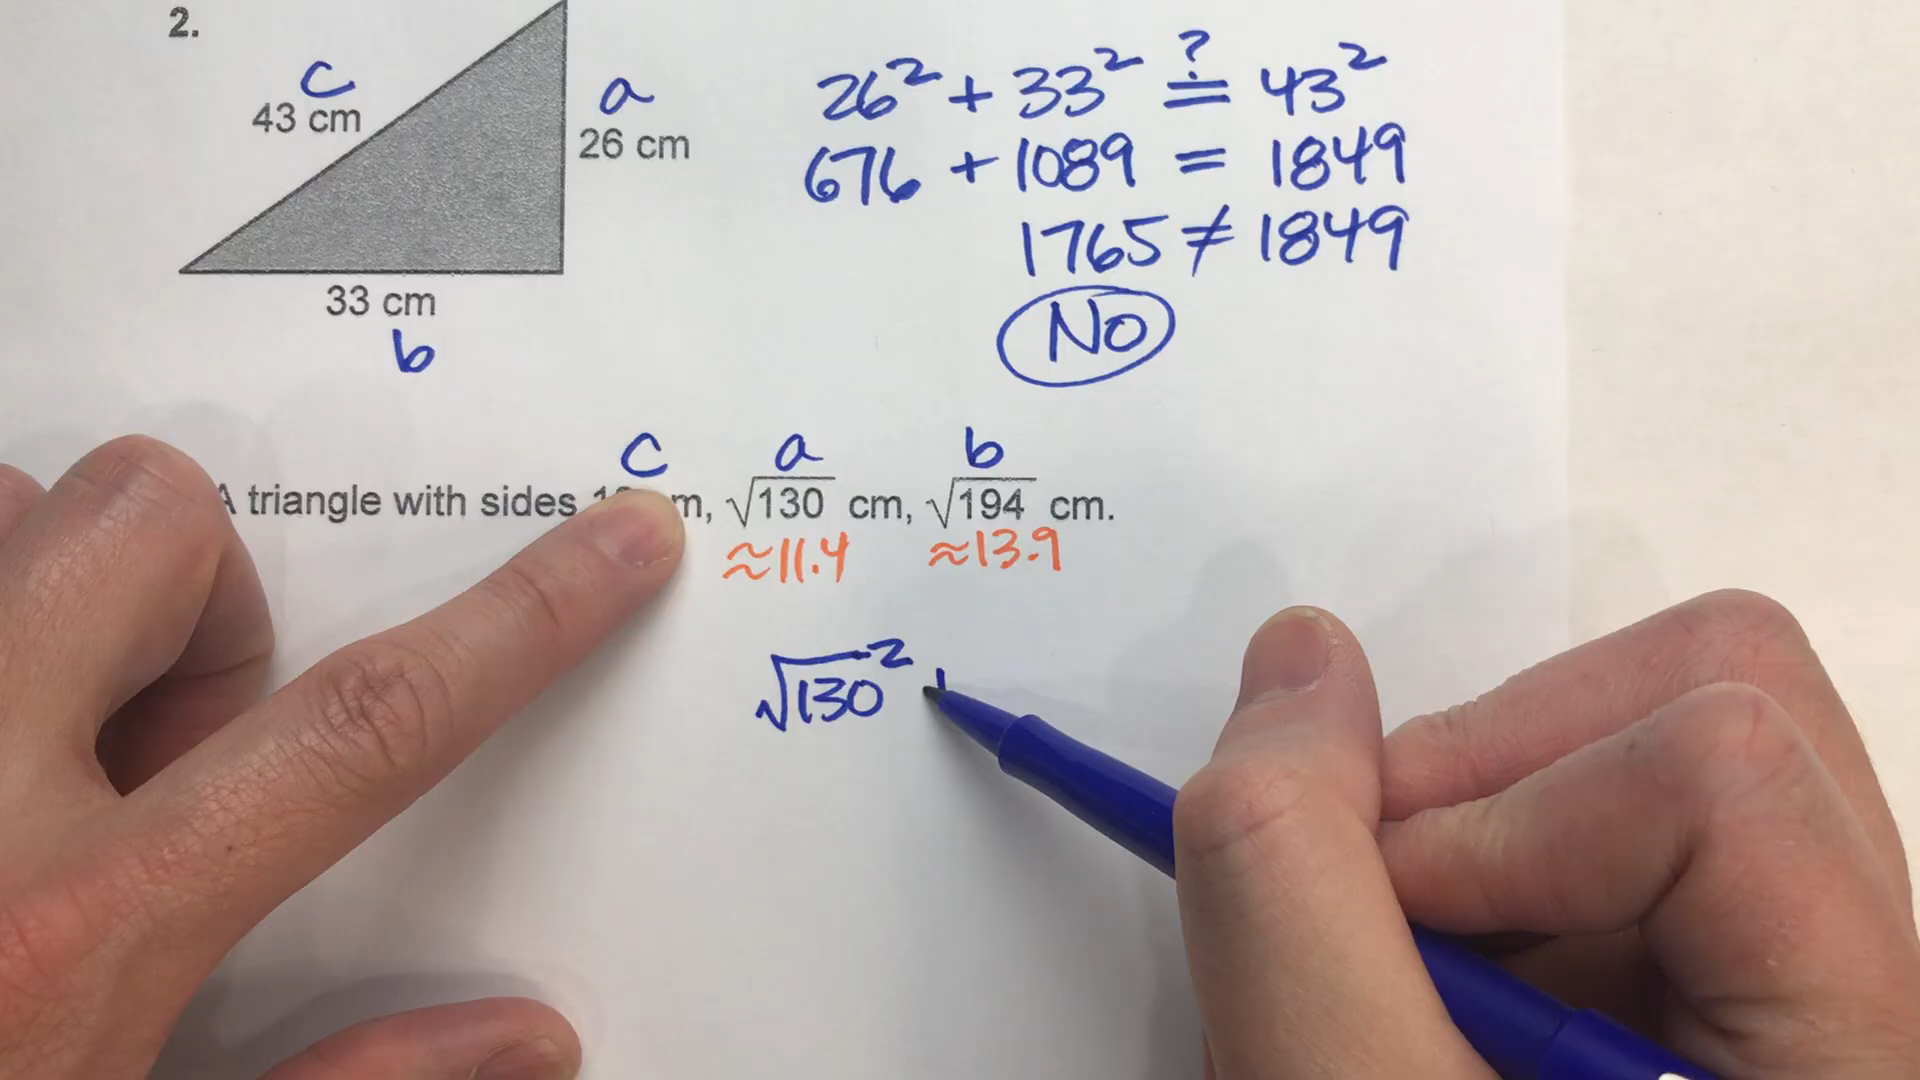 2.
c
43 cm
a
26 cm
33 cm
b
26² + 33² ≟ 43²
676 + 1089 = 1849
1765 ≠ 1849
No
c a b
A triangle with sides cm, √130 cm, √194 cm.
≈11.4 ≈13.9
√130²